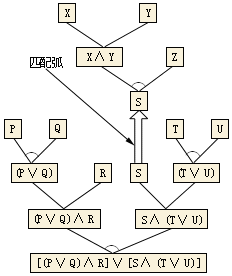 X Y
X∧Y Z
匹配弧
S
P Q T U
(P∨Q) R S (T∨U)
(P∨Q)∧R S∧(T∨U)
[(P∨Q)∧R]∨[S∧(T∨U)]